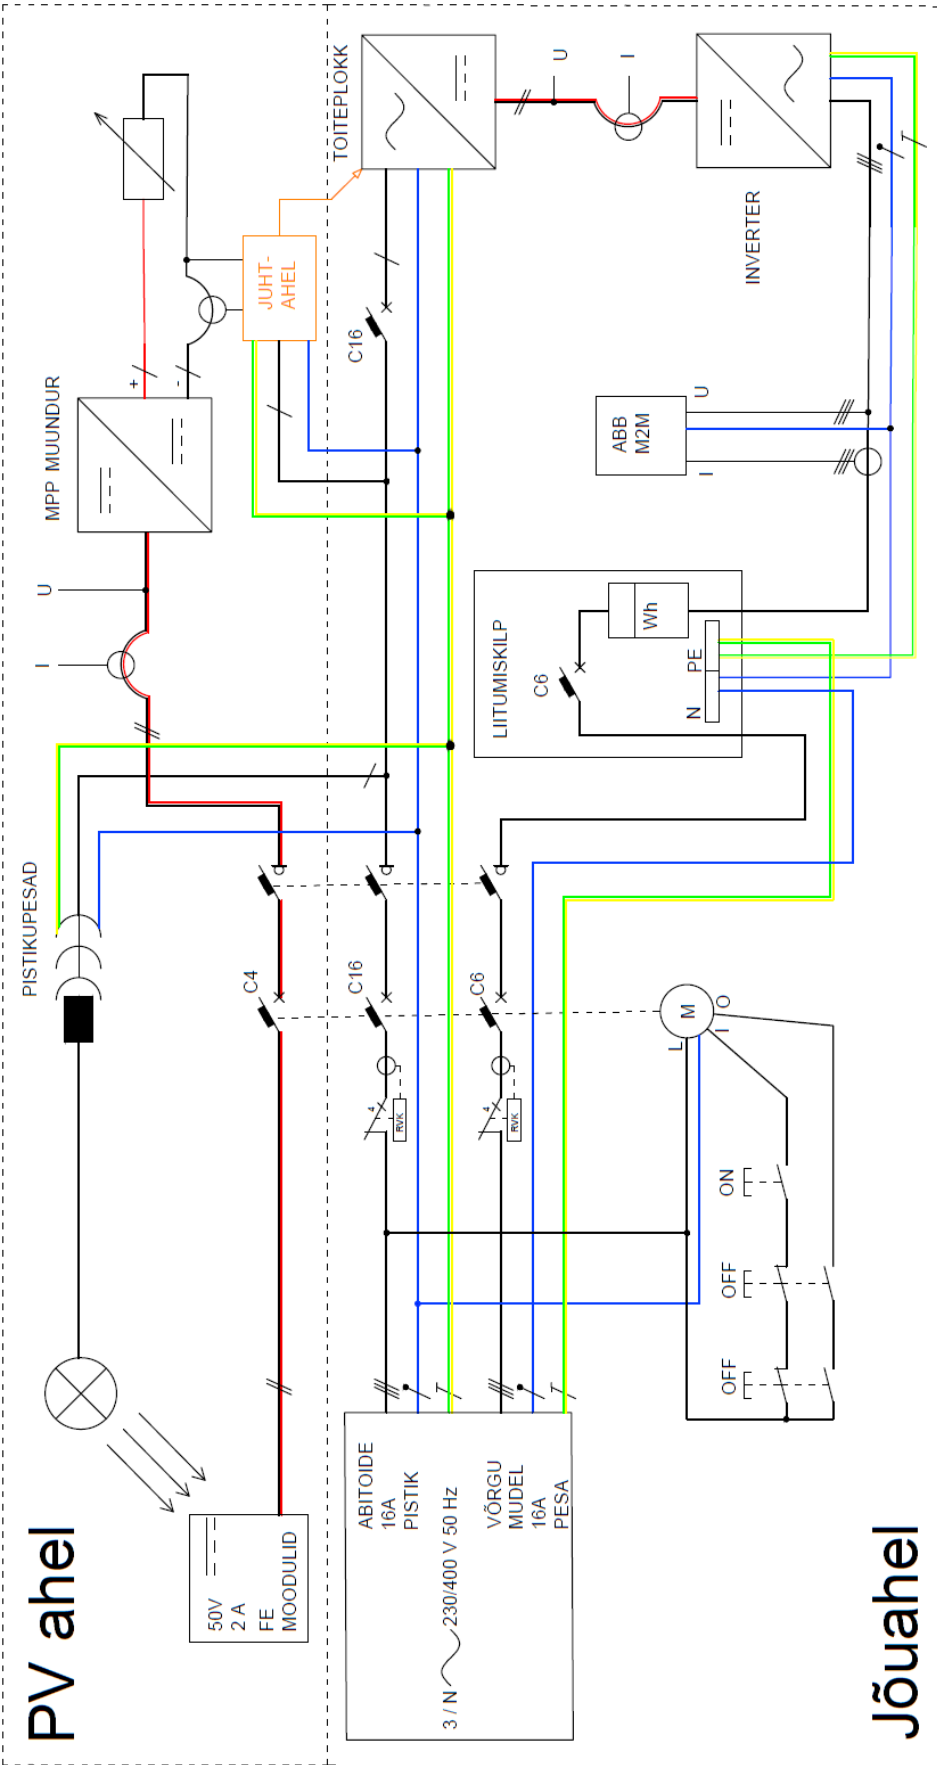 PV ahel
50V
2 A
FE
MOODULID
PISTIKUPESAD
C4
I
U
MPP MUUNDUR
+
-
JUHT-
AHEL
TOITEPLOKK
U
I
INVERTER
C16
ABB
M2M
I
U
LIITUMISKILP
C6
Wh
N
PE
C16
C6
4
RVK
4
RVK
M
L
I
O
ON
OFF
OFF
ABITOIDE
16A
PISTIK
3 / N 230/400 V 50 Hz
VÕRGU
MUDEL
16A
PESA
Jõuahel